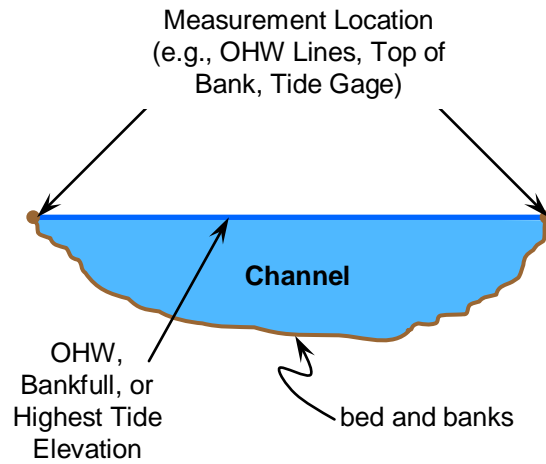 Measurement Location
(e.g., OHW Lines, Top of
Bank, Tide Gage)
Channel
OHW,
Bankfull, or
Highest Tide
Elevation
bed and banks